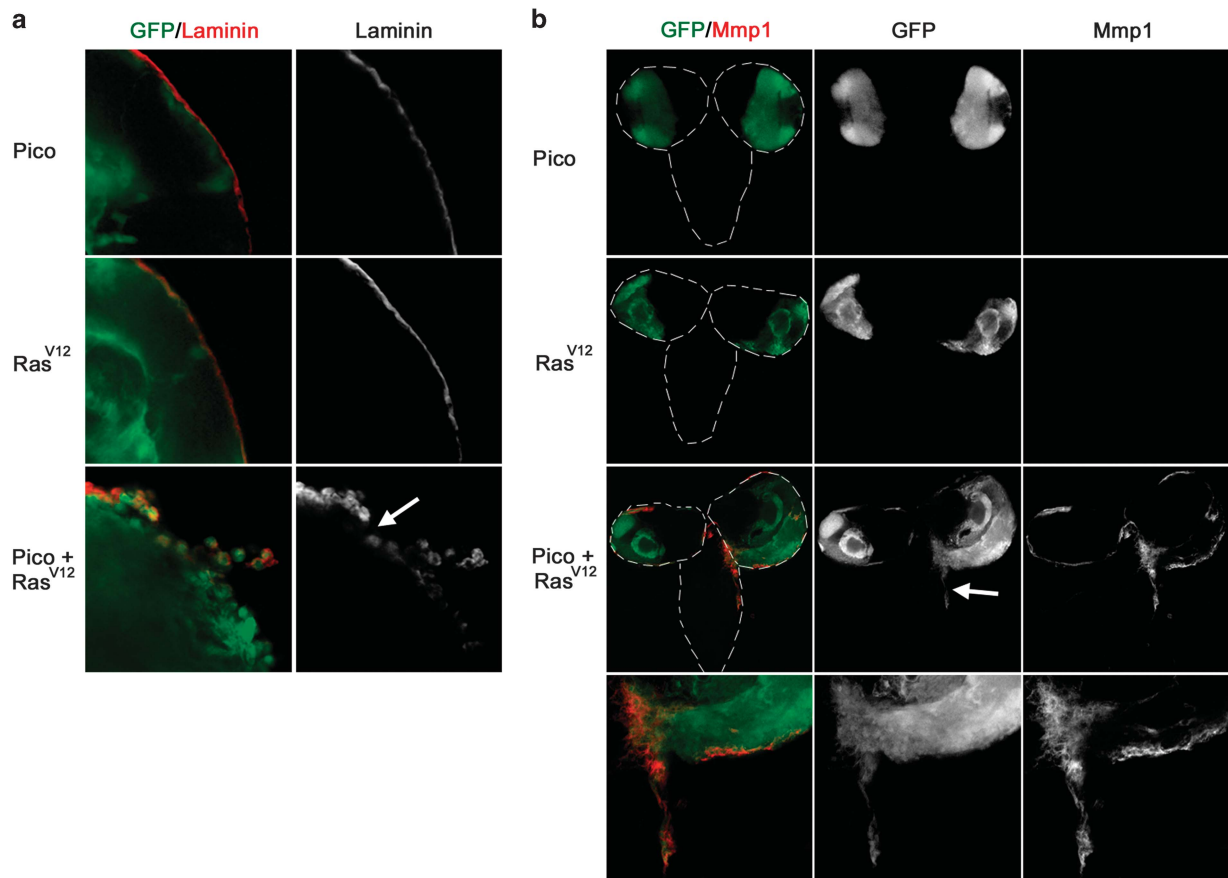 a
GFP/Laminin
Laminin
Pico
Ras^V12
Pico +
Ras^V12
b
GFP/Mmp1
GFP
Mmp1
Pico
Ras^V12
Pico +
Ras^V12